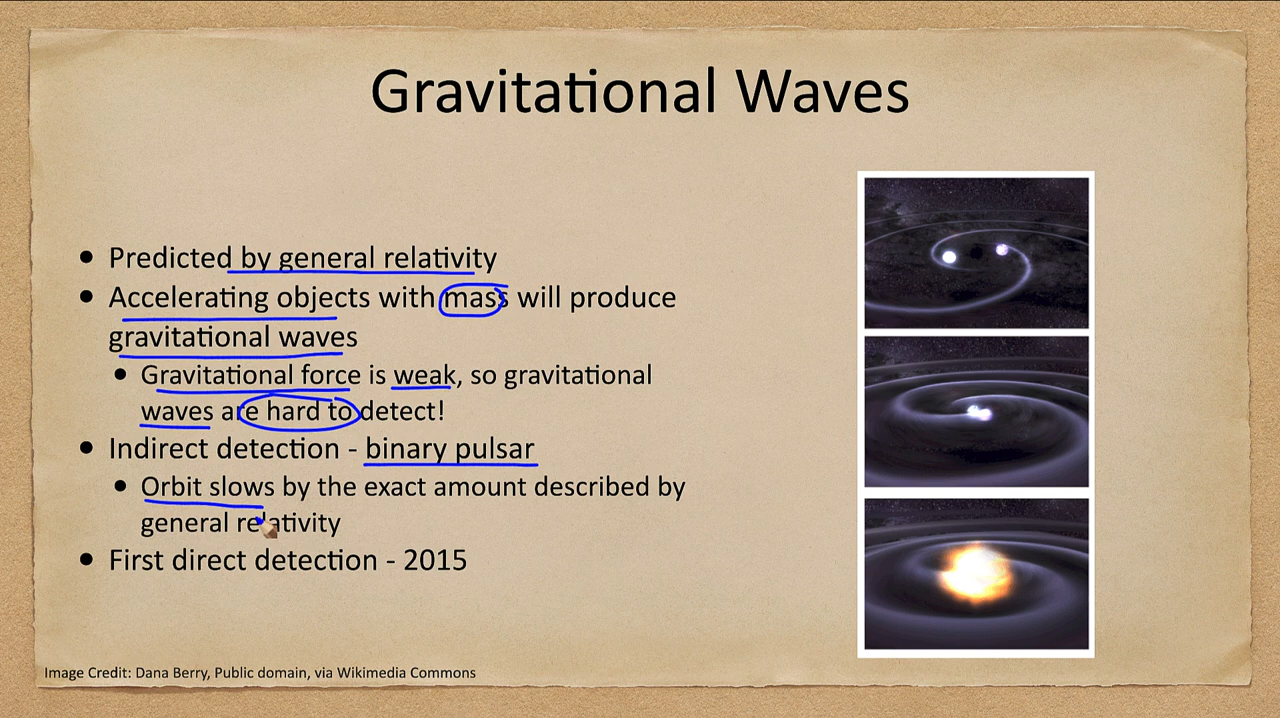 Gravitational Waves
• Predicted by general relativity
• Accelerating objects with mass will produce
gravitational waves
• Gravitational force is weak, so gravitational
waves are hard to detect!
• Indirect detection - binary pulsar
• Orbit slows by the exact amount described by
general relativity
• First direct detection - 2015
Image Credit: Dana Berry, Public domain, via Wikimedia Commons